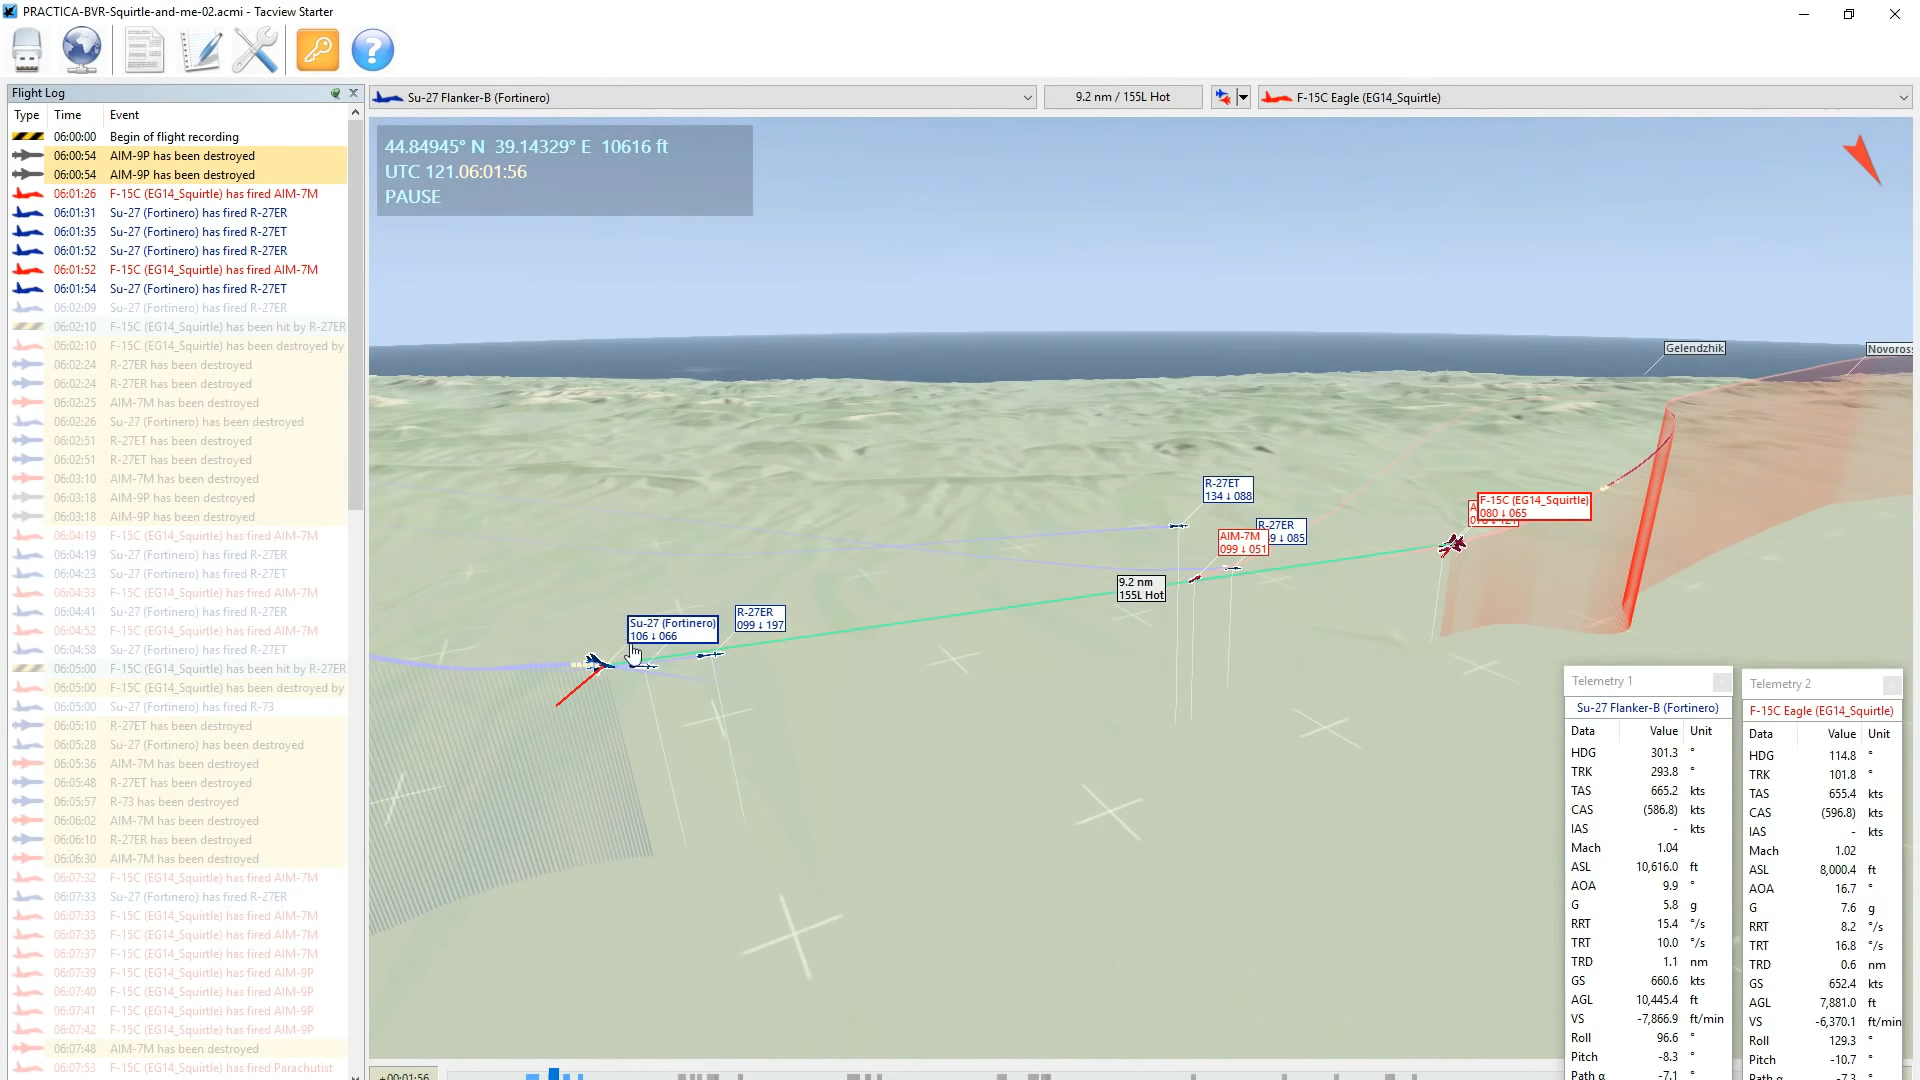 PRACTICA-BVR-Squirtle-and-me-02.acmi - Tacview Starter
Flight Log
Type Time Event
06:00:00 Begin of flight recording
06:00:54 AIM-9P has been destroyed
06:00:54 AIM-9P has been destroyed
06:01:26 F-15C (EG14_Squirtle) has fired AIM-7M
06:01:31 Su-27 (Fortinero) has fired R-27ER
06:01:35 Su-27 (Fortinero) has fired R-27ET
06:01:52 Su-27 (Fortinero) has fired R-27ER
06:01:52 F-15C (EG14_Squirtle) has fired AIM-7M
06:01:54 Su-27 (Fortinero) has fired R-27ET
06:02:09 Su-27 (Fortinero) has fired R-27ER
06:02:10 F-15C (EG14_Squirtle) has been hit by R-27ER
06:02:10 F-15C (EG14_Squirtle) has been destroyed by
06:02:24 R-27ER has been destroyed
06:02:24 R-27ER has been destroyed
06:02:25 AIM-7M has been destroyed
06:02:26 Su-27 (Fortinero) has been destroyed
06:02:51 R-27ET has been destroyed
06:02:51 R-27ET has been destroyed
06:03:10 AIM-7M has been destroyed
06:03:18 AIM-9P has been destroyed
06:03:18 AIM-9P has been destroyed
06:04:19 F-15C (EG14_Squirtle) has fired AIM-7M
06:04:19 Su-27 (Fortinero) has fired R-27ER
06:04:23 Su-27 (Fortinero) has fired R-27ET
06:04:33 F-15C (EG14_Squirtle) has fired AIM-7M
06:04:41 Su-27 (Fortinero) has fired R-27ER
06:04:52 F-15C (EG14_Squirtle) has fired AIM-7M
06:04:58 Su-27 (Fortinero) has fired R-27ET
06:05:00 F-15C (EG14_Squirtle) has been hit by R-27ER
06:05:00 F-15C (EG14_Squirtle) has been destroyed by
06:05:00 Su-27 (Fortinero) has fired R-73
06:05:10 R-27ET has been destroyed
06:05:28 Su-27 (Fortinero) has been destroyed
06:05:36 AIM-7M has been destroyed
06:05:48 R-27ET has been destroyed
06:05:57 R-73 has been destroyed
06:06:02 AIM-7M has been destroyed
06:06:10 R-27ER has been destroyed
06:06:30 AIM-7M has been destroyed
06:07:32 F-15C (EG14_Squirtle) has fired AIM-7M
06:07:33 Su-27 (Fortinero) has fired R-27ER
06:07:33 F-15C (EG14_Squirtle) has fired AIM-7M
06:07:35 F-15C (EG14_Squirtle) has fired AIM-7M
06:07:37 F-15C (EG14_Squirtle) has fired AIM-7M
06:07:39 F-15C (EG14_Squirtle) has fired AIM-9P
06:07:40 F-15C (EG14_Squirtle) has fired AIM-9P
06:07:41 F-15C (EG14_Squirtle) has fired AIM-9P
06:07:42 F-15C (EG14_Squirtle) has fired AIM-9P
06:07:48 AIM-7M has been destroyed
06:07:53 F-15C (EG14_Squirtle) has fired Parachutist
Su-27 Flanker-B (Fortinero)
9.2 nm / 155L Hot
F-15C Eagle (EG14_Squirtle)
44.84945° N 39.14329° E 10616 ft
UTC 121.06:01:56
PAUSE
Gelendzhik
Novoross
R-27ET
134 ↓ 088
F-15C (EG14_Squirtle)
080 ↓ 065
R-27ER
9 ↓ 085
AIM-7M
099 ↓ 051
9.2 nm
155L Hot
R-27ER
099 ↓ 197
Su-27 (Fortinero)
106 ↓ 066
Telemetry 1
Su-27 Flanker-B (Fortinero)
Data Value Unit
HDG 301.3 °
TRK 293.8 °
TAS 665.2 kts
CAS (586.8) kts
IAS - kts
Mach 1.04
ASL 10,616.0 ft
AOA 9.9 °
G 5.8 g
RRT 15.4 °/s
TRT 10.0 °/s
TRD 1.1 nm
GS 660.6 kts
AGL 10,445.4 ft
VS -7,866.9 ft/min
Roll 96.6 °
Pitch -8.3 °
Path α -7.1 °
Telemetry 2
F-15C Eagle (EG14_Squirtle)
Data Value Unit
HDG 114.8 °
TRK 101.8 °
TAS 655.4 kts
CAS (596.8) kts
IAS - kts
Mach 1.02
ASL 8,000.4 ft
AOA 16.7 °
G 7.6 g
RRT 8.2 °/s
TRT 16.8 °/s
TRD 0.6 nm
GS 652.4 kts
AGL 7,881.0 ft
VS -6,370.1 ft/min
Roll 129.3 °
Pitch -10.7 °
Path α -7.3 °
+00:01:56